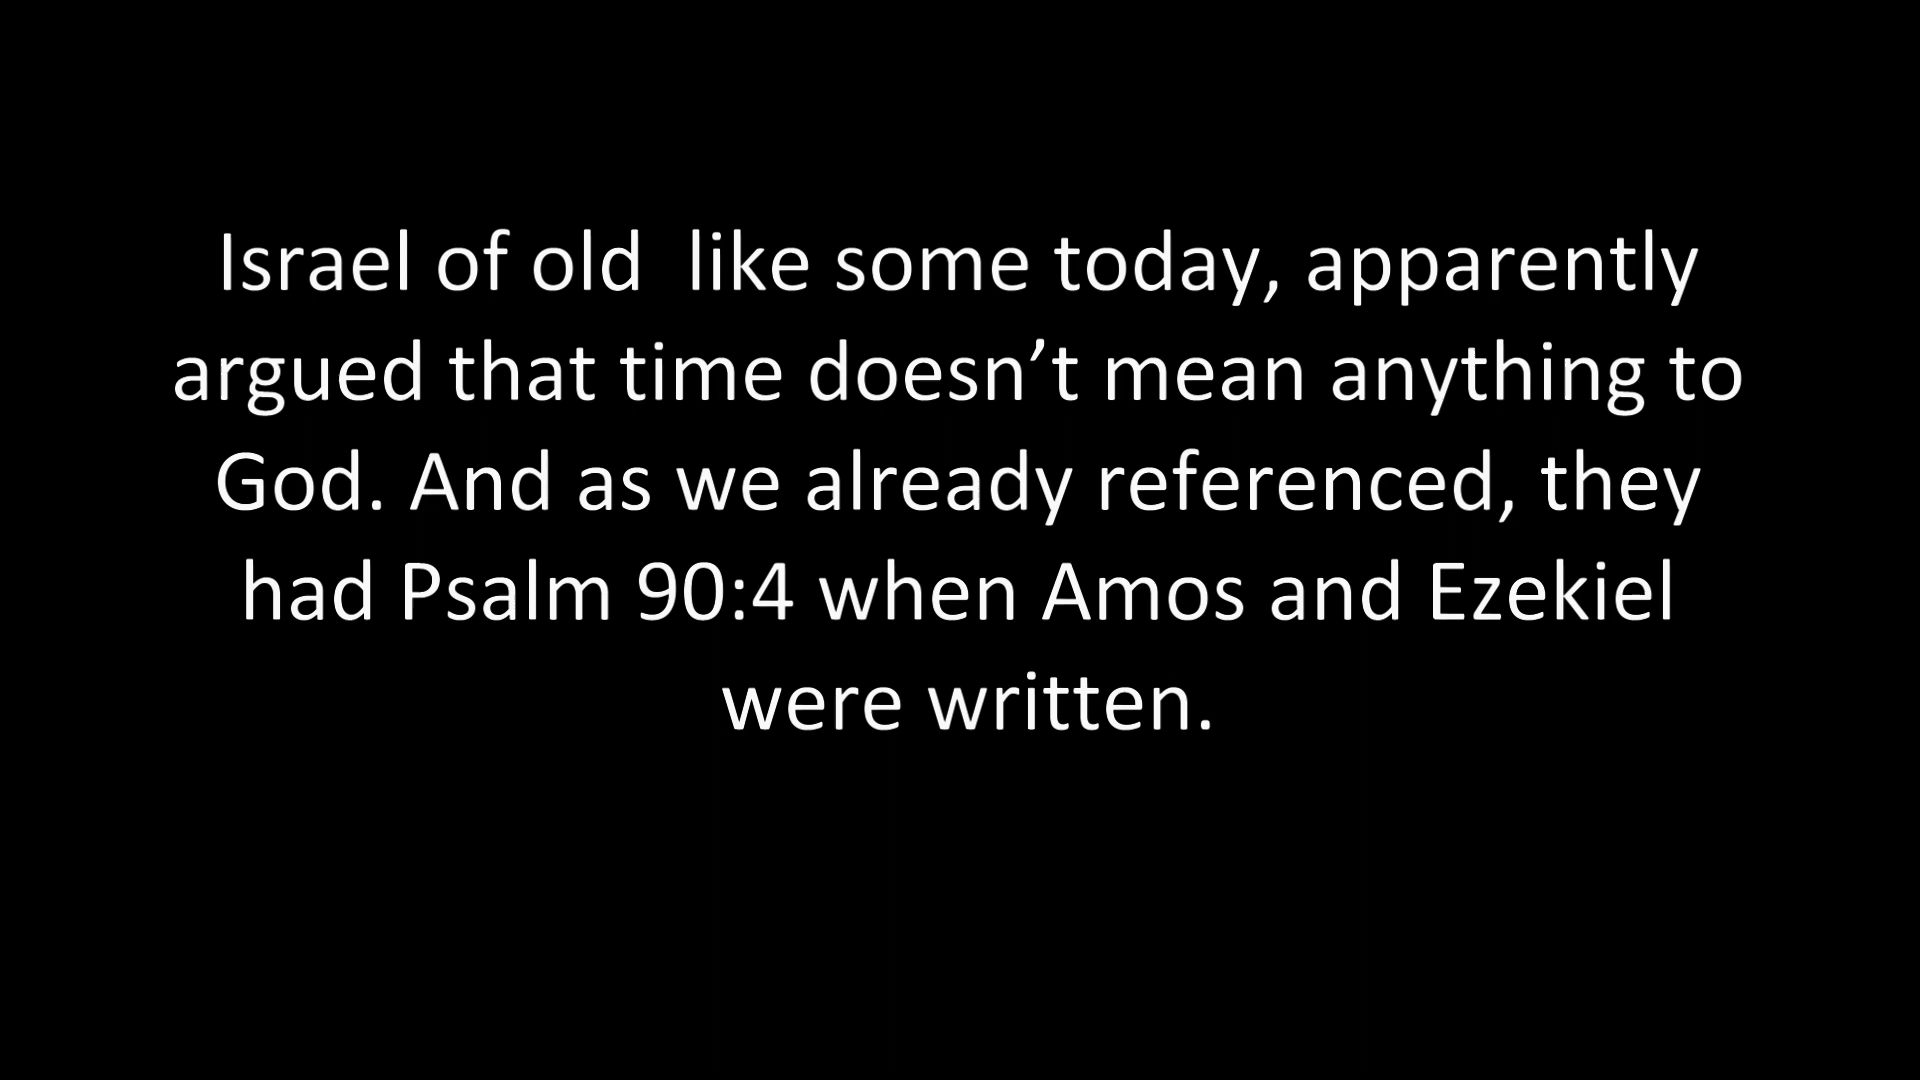 Israel of old  like some today, apparently
argued that time doesn’t mean anything to
God. And as we already referenced, they
had Psalm 90:4 when Amos and Ezekiel
were written.